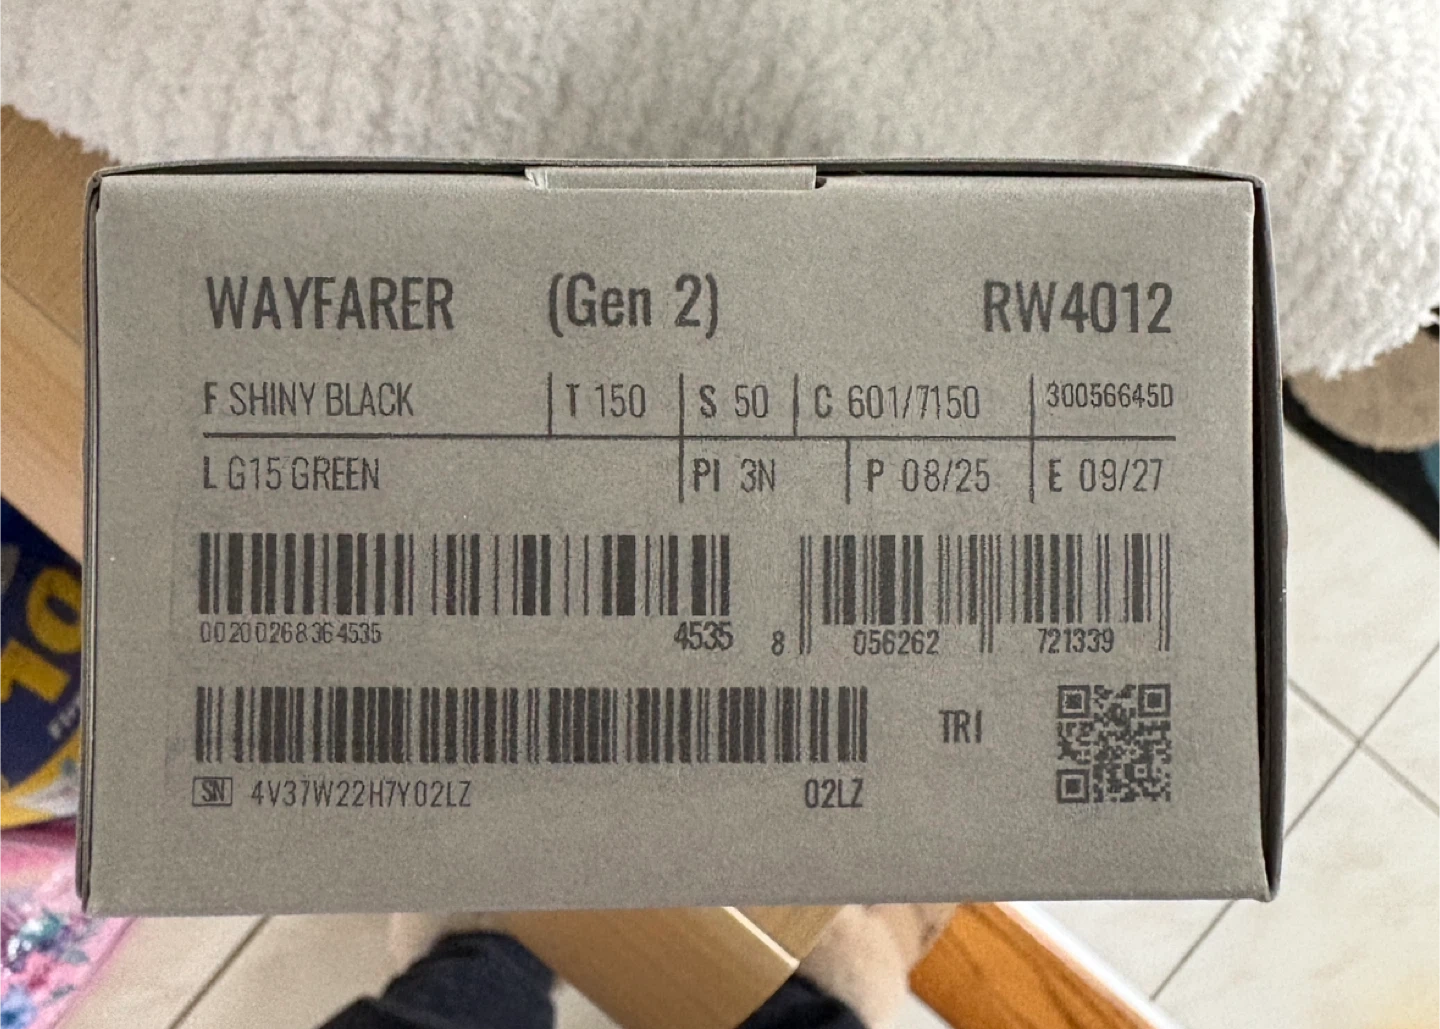 WAYFARER (Gen 2) RW4012
F SHINY BLACK T 150 S 50 C 601/7150 30056645D
L G15 GREEN PI 3N P 08/25 E 09/27
00200268364535 4535 8 056262 721339
TRI
SN 4V37W22H7Y02LZ 02LZ